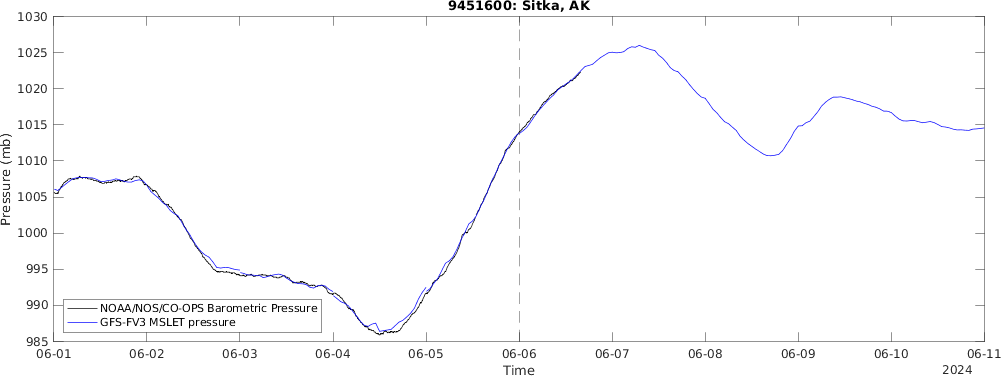 9451600: Sitka, AK
1030
1025
1020
1015
1010
1005
1000
995
990
985
Pressure (mb)
NOAA/NOS/CO-OPS Barometric Pressure
GFS-FV3 MSLET pressure
06-01 06-02 06-03 06-04 06-05 06-06 06-07 06-08 06-09 06-10 06-11
Time
2024